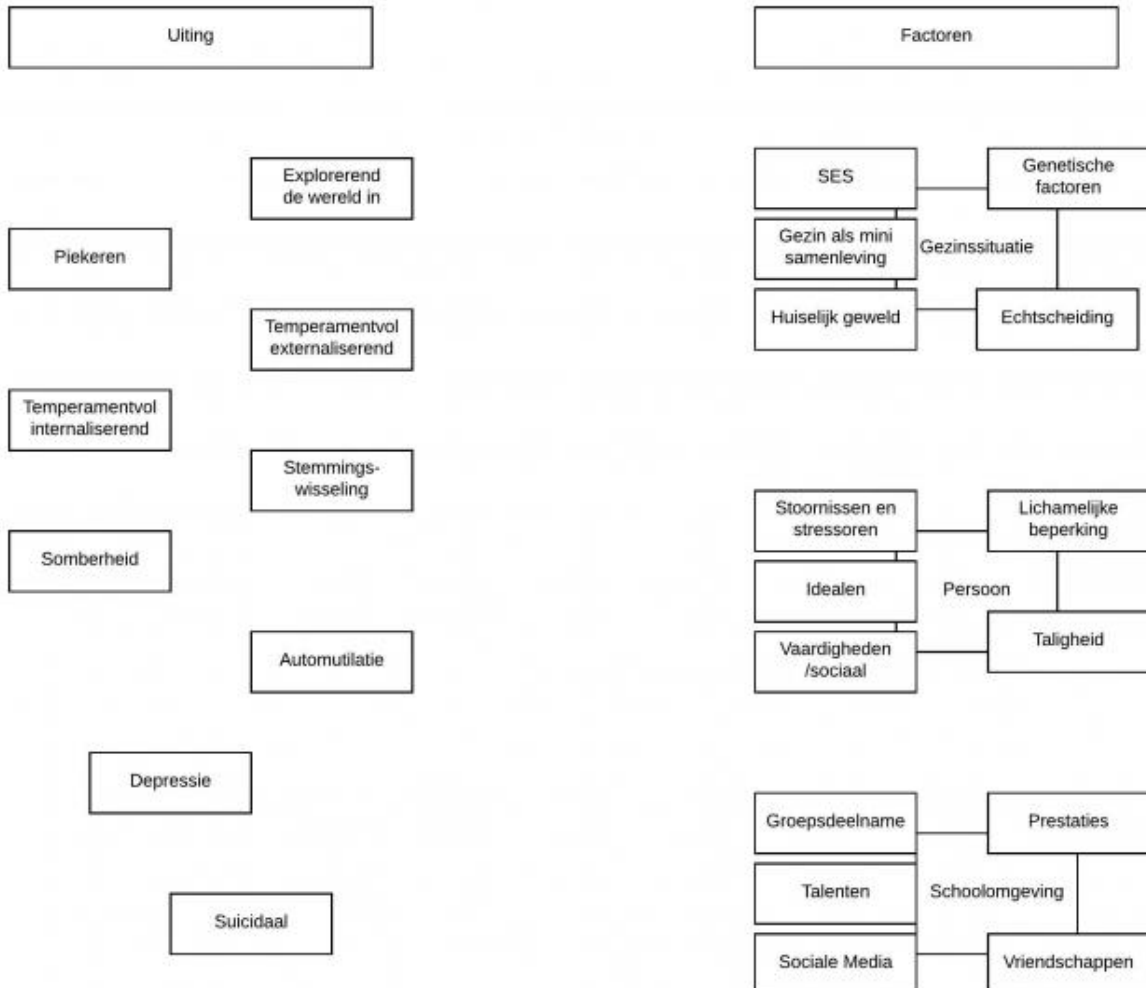 Uiting
Factoren
Explorerend
de wereld in
Piekeren
Temperamentvol
externaliserend
Temperamentvol
internaliserend
Stemmings-
wisseling
Somberheid
Automutilatie
Depressie
Suicidaal
SES
Genetische
factoren
Gezin als mini
samenleving
Gezinssituatie
Huiselijk geweld
Echtscheiding
Stoornissen en
stressoren
Lichamelijke
beperking
Idealen
Persoon
Vaardigheden
/sociaal
Taligheid
Groepsdeelname
Prestaties
Talenten
Schoolomgeving
Sociale Media
Vriendschappen